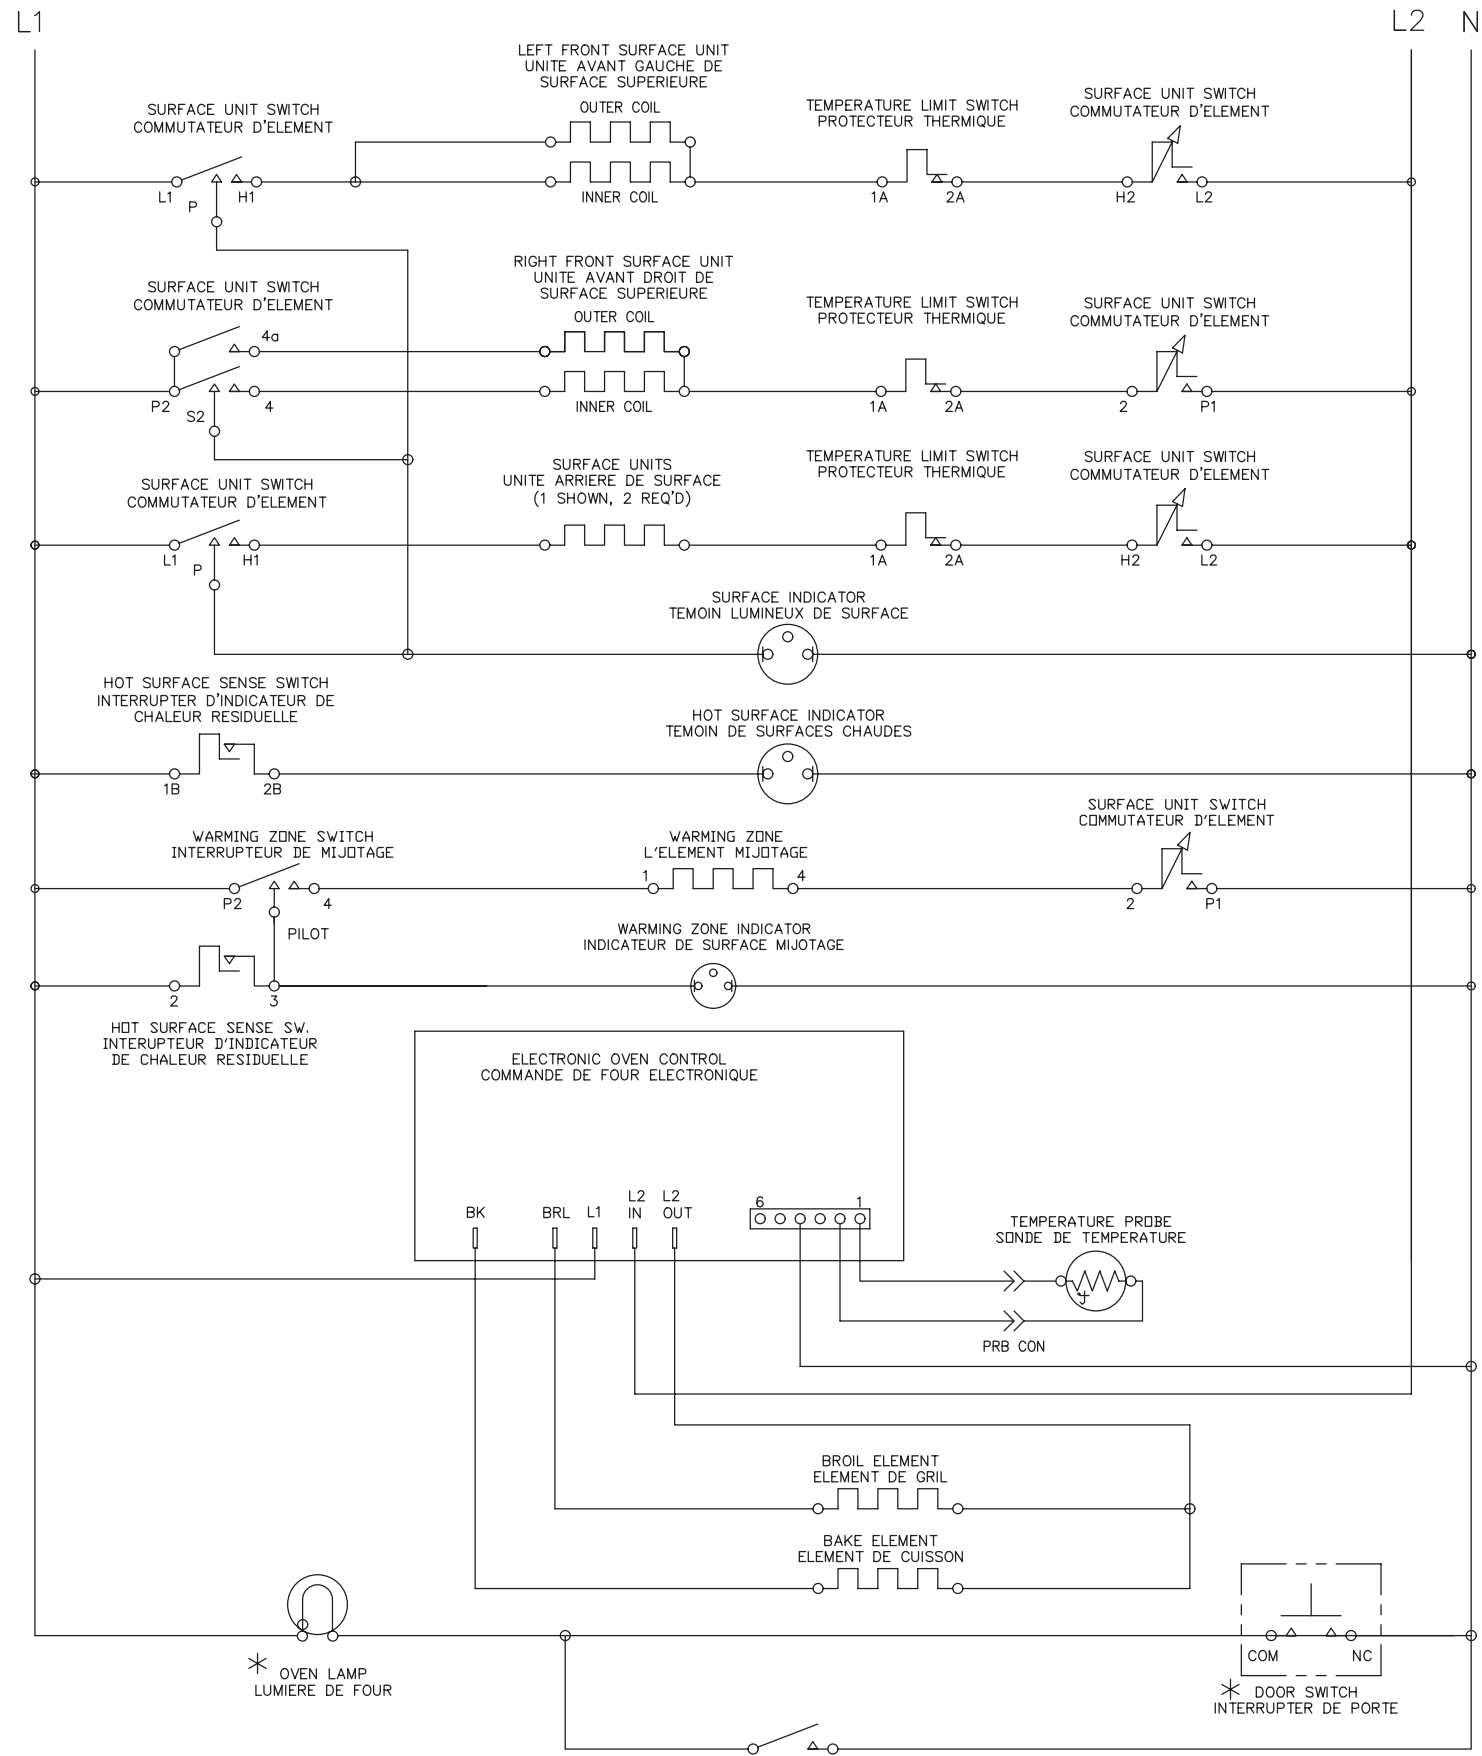 L1
L2
N
LEFT FRONT SURFACE UNIT
UNITE AVANT GAUCHE DE
SURFACE SUPERIEURE
SURFACE UNIT SWITCH
COMMUTATEUR D'ELEMENT
OUTER COIL
TEMPERATURE LIMIT SWITCH
PROTECTEUR THERMIQUE
SURFACE UNIT SWITCH
COMMUTATEUR D'ELEMENT
L1
P
H1
INNER COIL
1A
2A
H2
L2
RIGHT FRONT SURFACE UNIT
UNITE AVANT DROIT DE
SURFACE SUPERIEURE
SURFACE UNIT SWITCH
COMMUTATEUR D'ELEMENT
OUTER COIL
TEMPERATURE LIMIT SWITCH
PROTECTEUR THERMIQUE
SURFACE UNIT SWITCH
COMMUTATEUR D'ELEMENT
4a
P2
S2
4
INNER COIL
1A
2A
2
P1
SURFACE UNIT SWITCH
COMMUTATEUR D'ELEMENT
SURFACE UNITS
UNITE ARRIERE DE SURFACE
(1 SHOWN, 2 REQ'D)
TEMPERATURE LIMIT SWITCH
PROTECTEUR THERMIQUE
SURFACE UNIT SWITCH
COMMUTATEUR D'ELEMENT
L1
P
H1
1A
2A
H2
L2
SURFACE INDICATOR
TEMOIN LUMINEUX DE SURFACE
HOT SURFACE SENSE SWITCH
INTERRUPTER D'INDICATEUR DE
CHALEUR RESIDUELLE
HOT SURFACE INDICATOR
TEMOIN DE SURFACES CHAUDES
1B
2B
SURFACE UNIT SWITCH
COMMUTATEUR D'ELEMENT
WARMING ZONE SWITCH
INTERRUPTEUR DE MIJOTAGE
WARMING ZONE
L'ELEMENT MIJOTAGE
P2
4
1
4
2
P1
PILOT
WARMING ZONE INDICATOR
INDICATEUR DE SURFACE MIJOTAGE
2
3
HOT SURFACE SENSE SW.
INTERUPTEUR D'INDICATEUR
DE CHALEUR RESIDUELLE
ELECTRONIC OVEN CONTROL
COMMANDE DE FOUR ELECTRONIQUE
BK
BRL
L1
L2
IN
L2
OUT
6
1
TEMPERATURE PROBE
SONDE DE TEMPERATURE
PRB CON
BROIL ELEMENT
ELEMENT DE GRIL
BAKE ELEMENT
ELEMENT DE CUISSON
OVEN LAMP
LUMIERE DE FOUR
COM
NC
DOOR SWITCH
INTERRUPTER DE PORTE